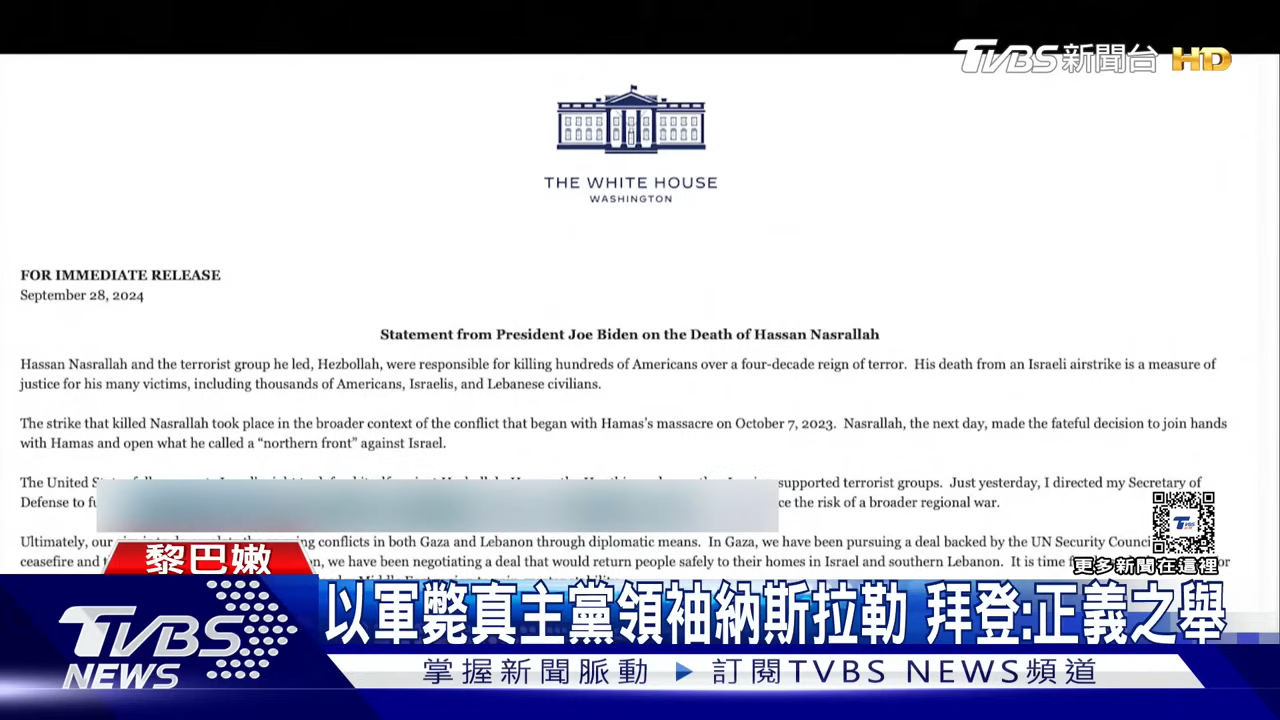 TVBS新聞台 HD
THE WHITE HOUSE
WASHINGTON
FOR IMMEDIATE RELEASE
September 28, 2024
Statement from President Joe Biden on the Death of Hassan Nasrallah
Hassan Nasrallah and the terrorist group he led, Hezbollah, were responsible for killing hundreds of Americans over a four-decade reign of terror. His death from an Israeli airstrike is a measure of
justice for his many victims, including thousands of Americans, Israelis, and Lebanese civilians.
The strike that killed Nasrallah took place in the broader context of the conflict that began with Hamas's massacre on October 7, 2023. Nasrallah, the next day, made the fateful decision to join hands
with Hamas and open what he called a “northern front” against Israel.
The United supported terrorist groups. Just yesterday, I directed my Secretary of
Defense to the risk of a broader regional war.
Ultimately, our conflicts in both Gaza and Lebanon through diplomatic means. In Gaza, we have been pursuing a deal backed by the UN Security
ceasefire and we have been negotiating a deal that would return people safely to their homes in Israel and southern Lebanon. It is time
TVBS
更多新聞在這裡
黎巴嫩
以軍斃真主黨領袖納斯拉勒 拜登:正義之舉
TVBS
NEWS
掌握新聞脈動 ▶ 訂閱TVBS NEWS頻道